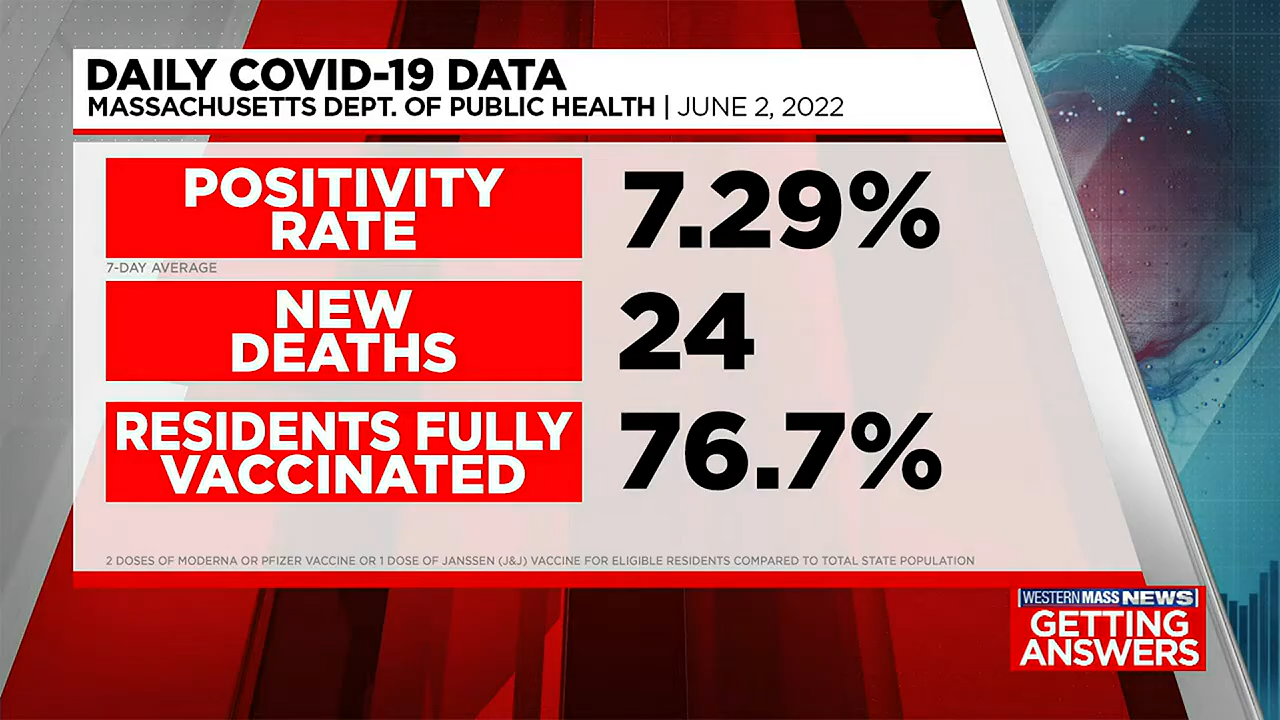 DAILY COVID-19 DATA
MASSACHUSETTS DEPT. OF PUBLIC HEALTH | JUNE 2, 2022
POSITIVITY
RATE
7.29%
7-DAY AVERAGE
NEW
DEATHS
24
RESIDENTS FULLY
VACCINATED
76.7%
2 DOSES OF MODERNA OR PFIZER VACCINE OR 1 DOSE OF JANSSEN (J&J) VACCINE FOR ELIGIBLE RESIDENTS COMPARED TO TOTAL STATE POPULATION
WESTERN MASS NEWS
GETTING
ANSWERS